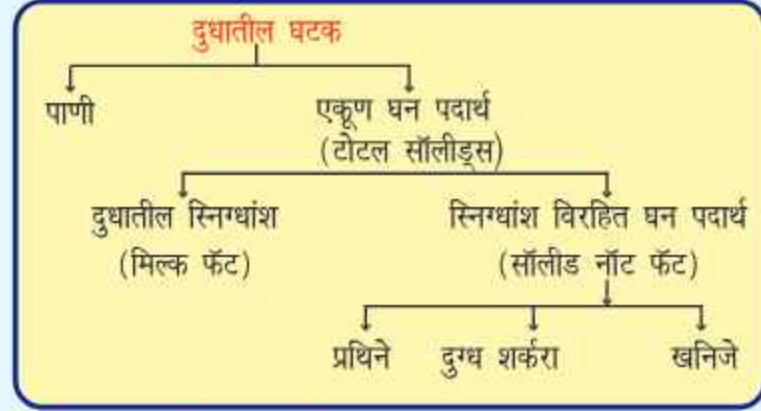 दुधातील घटक
पाणी
एकूण घन पदार्थ
(टोटल सॉलीड्स)
दुधातील स्निग्धांश
(मिल्क फॅट)
स्निग्धांश विरहित घन पदार्थ
(सॉलीड नॉट फॅट)
प्रथिने
दुग्ध शर्करा
खनिजे